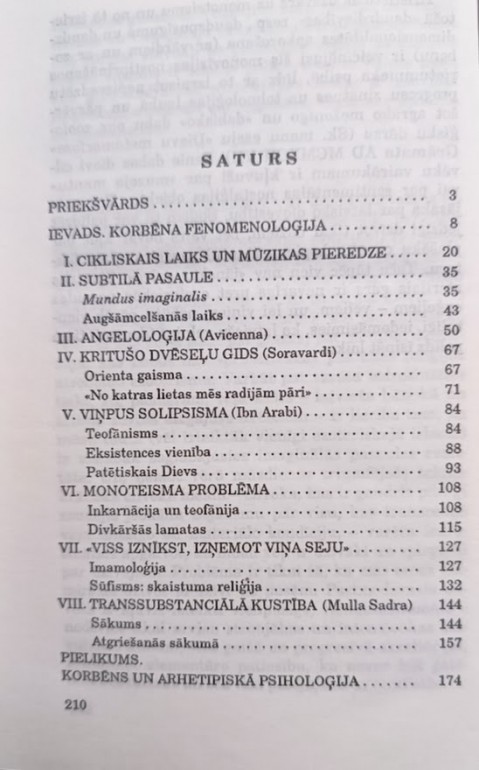 SATURS
PRIEKŠVĀRDS . . . . . . . . . . . . . . . . . . . . . . . . . . . . . 3
IEVADS. KORBĒNA FENOMENOLOĢIJA . . . . . . . . . . . . . . 8
I. CIKLISKAIS LAIKS UN MŪZIKAS PIEREDZE . . . . . . 20
II. SUBTILĀ PASAULE . . . . . . . . . . . . . . . . . . . . . . . 35
Mundus imaginalis . . . . . . . . . . . . . . . . . . . . . . . . 35
Augšāmcelšanās laiks . . . . . . . . . . . . . . . . . . . . . 43
III. ANGELOLOĢIJA (Avicenna) . . . . . . . . . . . . . . . . . 50
IV. KRITUŠO DVĒSEĻU GIDS (Soravardi) . . . . . . . . . . . 67
Orienta gaisma . . . . . . . . . . . . . . . . . . . . . . . . . . 67
«No katras lietas mēs radījām pāri» . . . . . . . . . . . . 71
V. VIŅPUS SOLIPSISMA (Ibn Arabi) . . . . . . . . . . . . . . 84
Teofānisms . . . . . . . . . . . . . . . . . . . . . . . . . . . . . 84
Eksistences vienība . . . . . . . . . . . . . . . . . . . . . . . 88
Patētiskais Dievs . . . . . . . . . . . . . . . . . . . . . . . . . 93
VI. MONOTEISMA PROBLĒMA . . . . . . . . . . . . . . . . . . 108
Inkarnācija un teofānija . . . . . . . . . . . . . . . . . . . . 108
Divkāršās lamatas . . . . . . . . . . . . . . . . . . . . . . . . 115
VII. «VISS IZNĪKST, IZŅEMOT VIŅA SEJU» . . . . . . . . . . 127
Imamoloģija . . . . . . . . . . . . . . . . . . . . . . . . . . . . 127
Sūfisms: skaistuma reliģija . . . . . . . . . . . . . . . . . . 132
VIII. TRANSSUBSTANCIĀLĀ KUSTĪBA (Mulla Sadra) 144
Sākums . . . . . . . . . . . . . . . . . . . . . . . . . . . . . . . 144
Atgriešanās sākumā . . . . . . . . . . . . . . . . . . . . . . 157
PIELIKUMS.
KORBĒNS UN ARHETIPISKĀ PSIHOLOĢIJA . . . . . . . 174
210